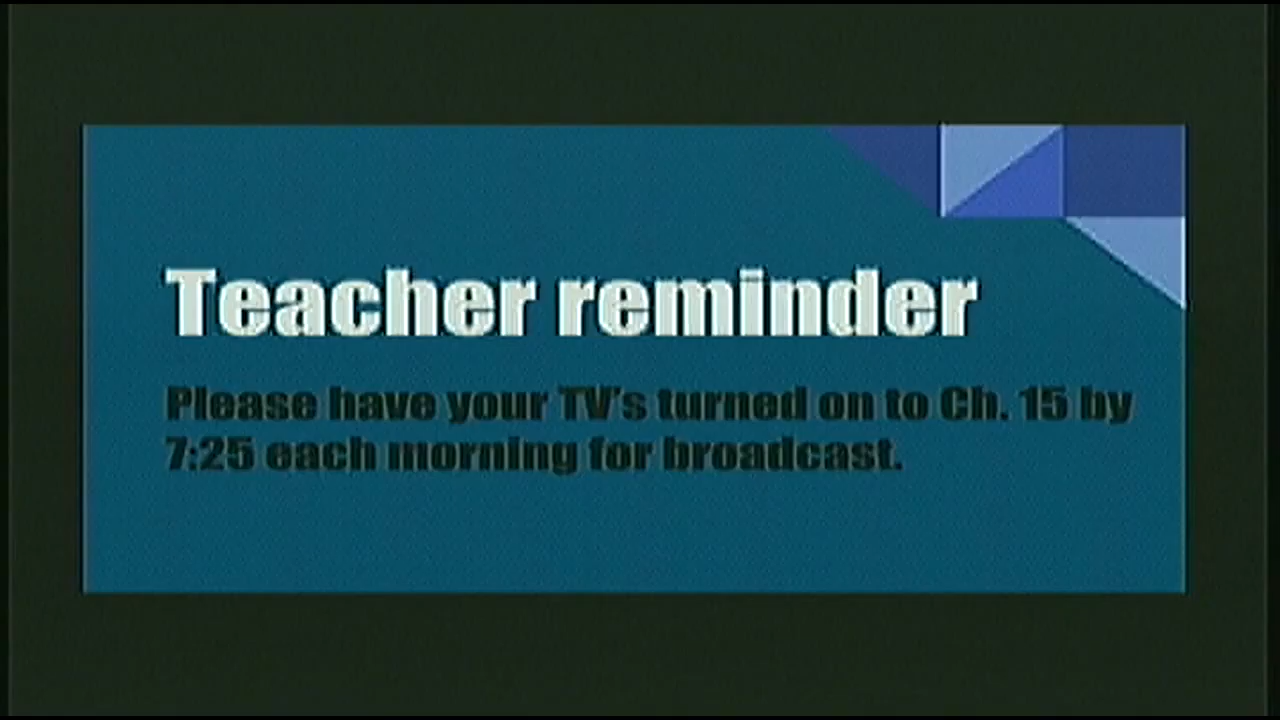 Teacher reminder
Please have your TV's turned on to Ch. 15 by
7:25 each morning for broadcast.